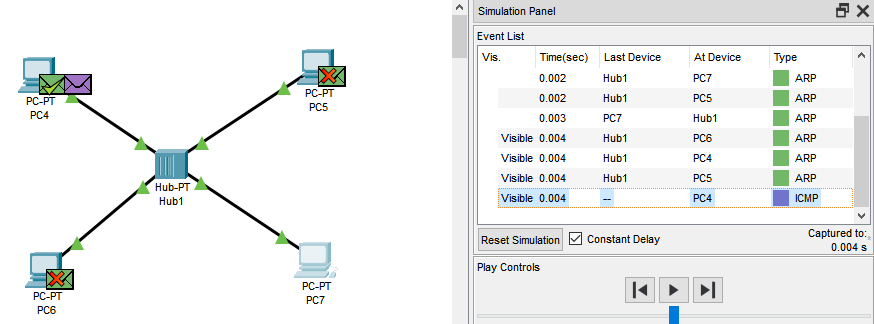 PC-PT
PC4
PC-PT
PC5
Hub-PT
Hub1
PC-PT
PC6
PC-PT
PC7
Simulation Panel
Event List
Vis. Time(sec) Last Device At Device Type
0.002 Hub1 PC7 ARP
0.002 Hub1 PC5 ARP
0.003 PC7 Hub1 ARP
Visible 0.004 Hub1 PC6 ARP
Visible 0.004 Hub1 PC4 ARP
Visible 0.004 Hub1 PC5 ARP
Visible 0.004 -- PC4 ICMP
Reset Simulation Constant Delay Captured to:
0.004 s
Play Controls